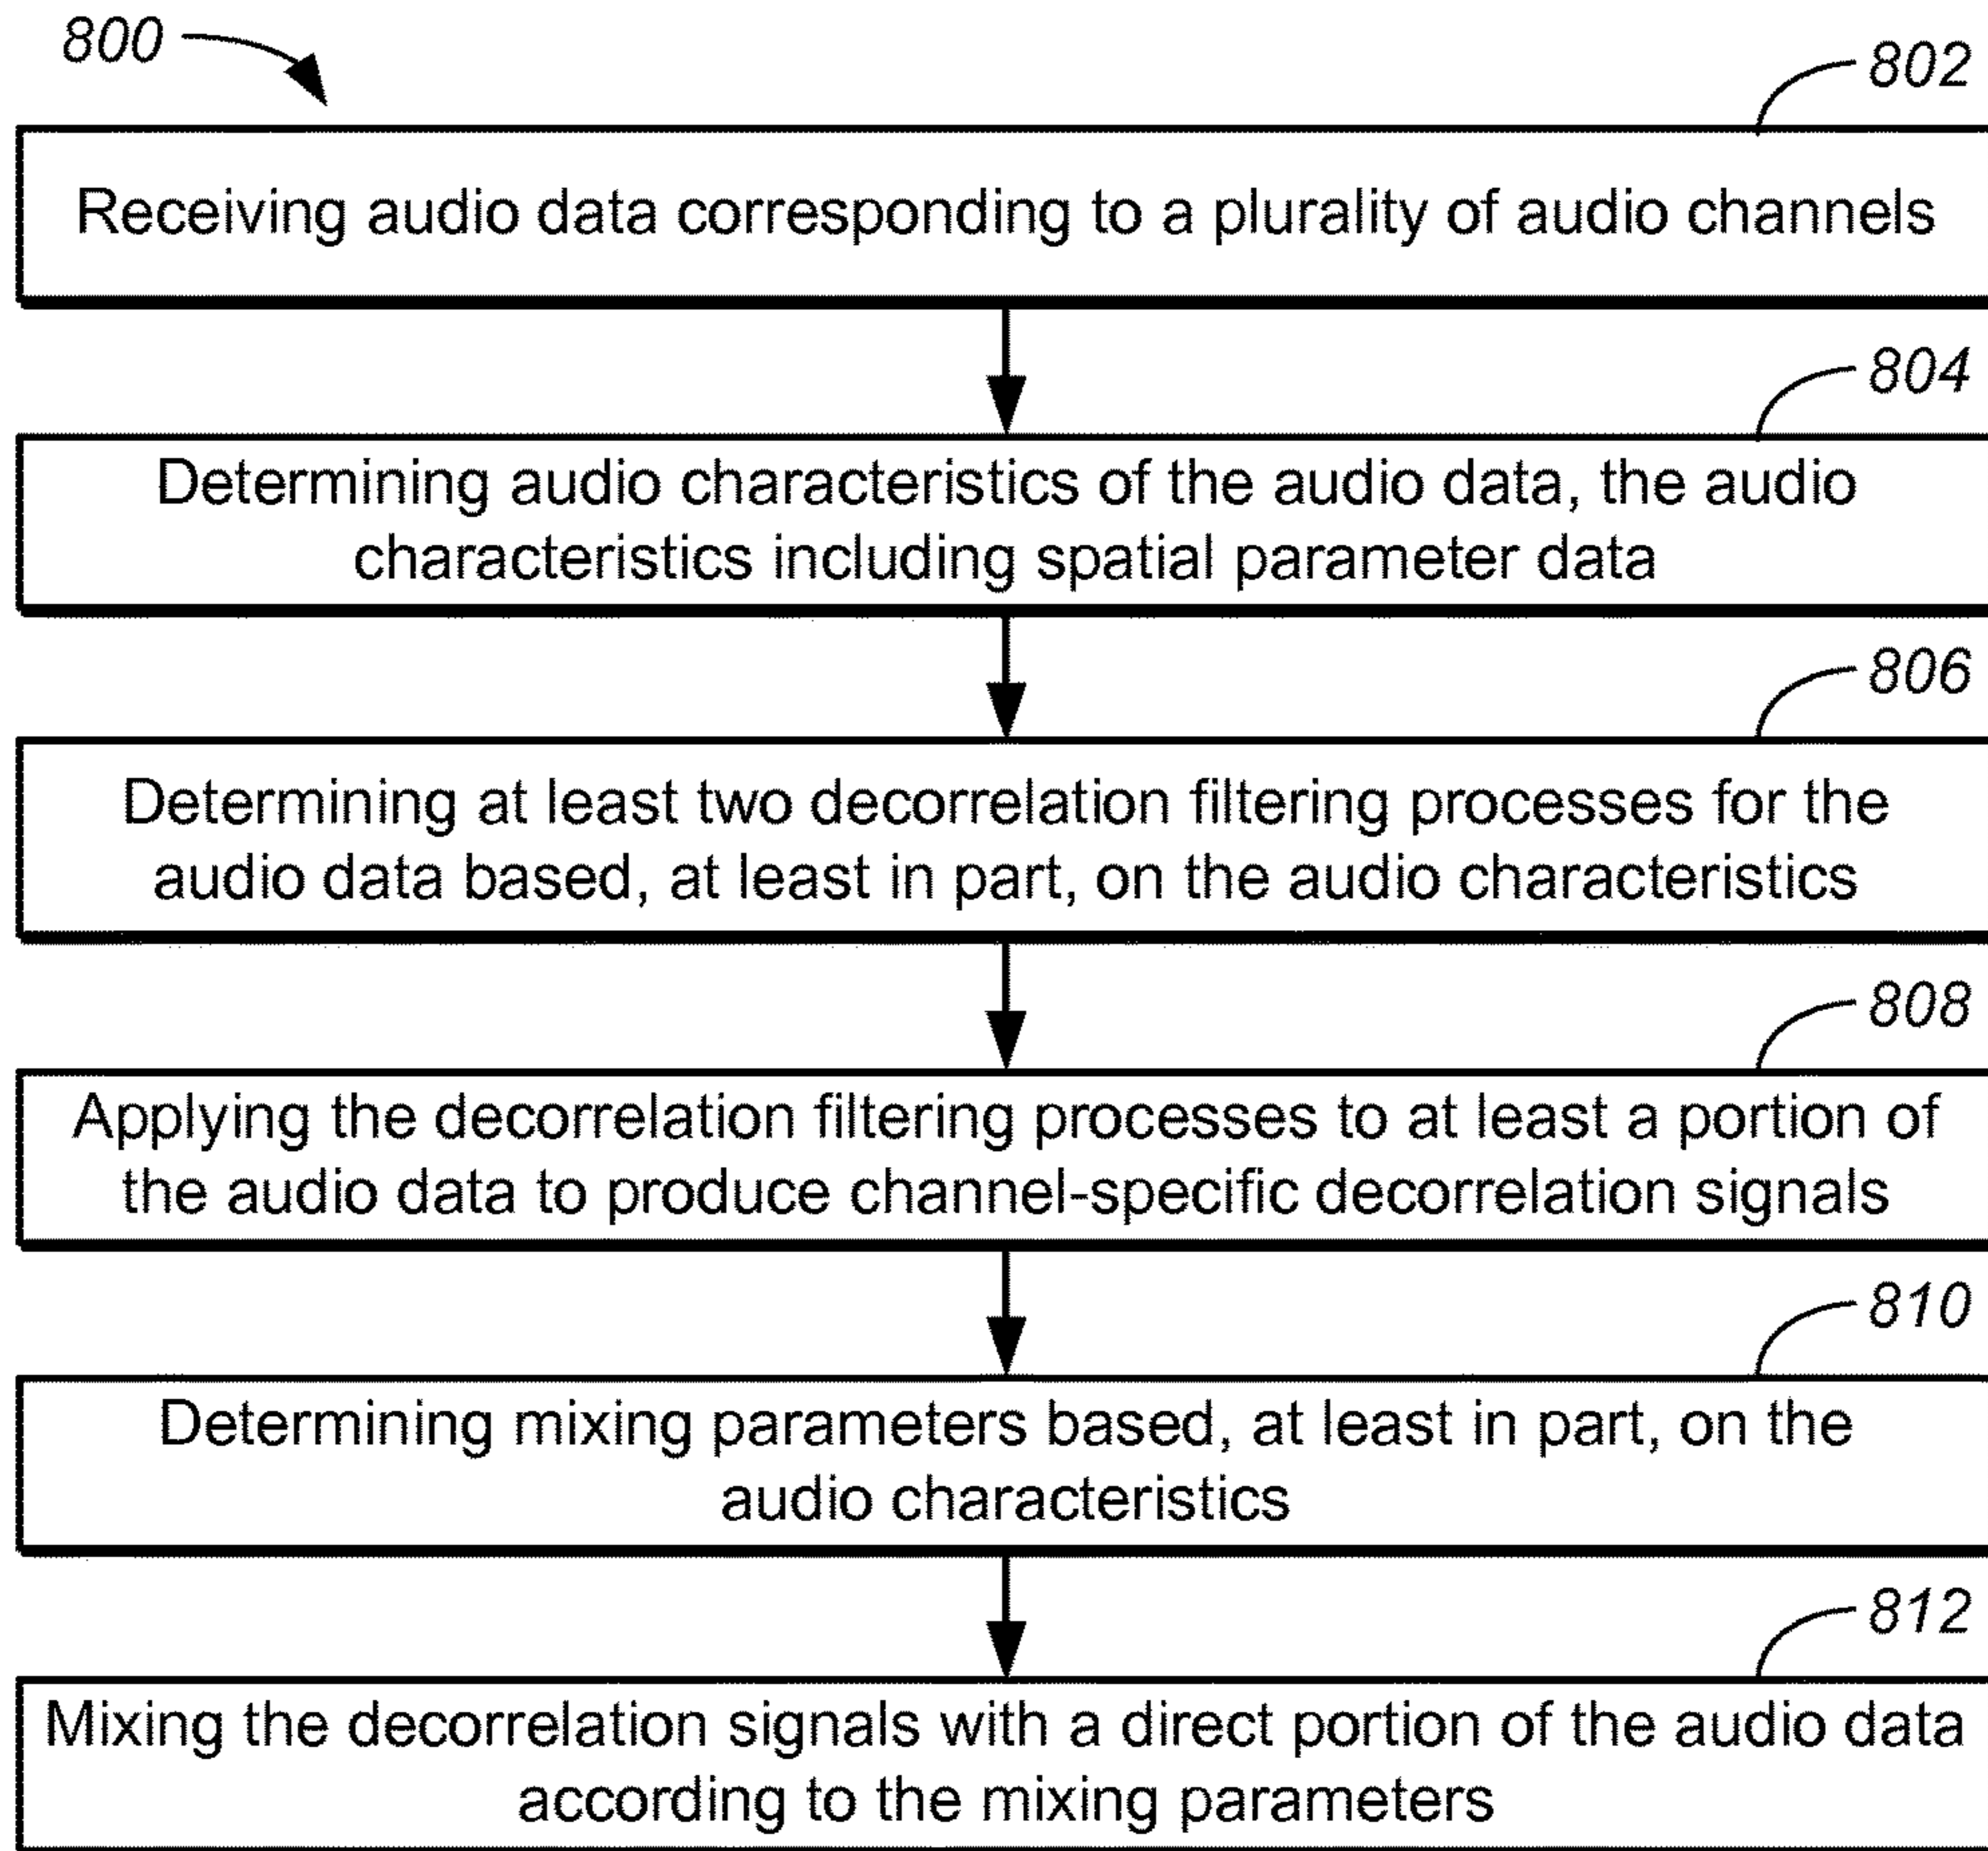 800
802
Receiving audio data corresponding to a plurality of audio channels
804
Determining audio characteristics of the audio data, the audio
characteristics including spatial parameter data
806
Determining at least two decorrelation filtering processes for the
audio data based, at least in part, on the audio characteristics
808
Applying the decorrelation filtering processes to at least a portion of
the audio data to produce channel-specific decorrelation signals
810
Determining mixing parameters based, at least in part, on the
audio characteristics
812
Mixing the decorrelation signals with a direct portion of the audio data
according to the mixing parameters